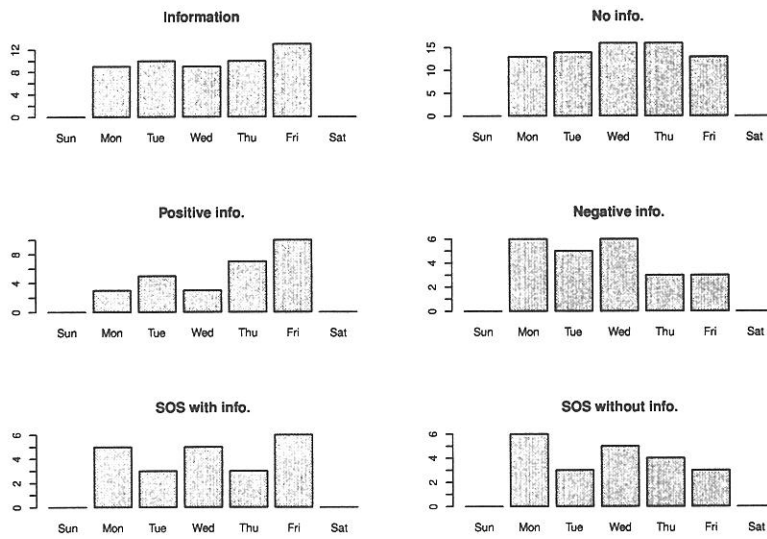 Information
12
8
4
0
Sun Mon Tue Wed Thu Fri Sat
No info.
15
10
5
0
Sun Mon Tue Wed Thu Fri Sat
Positive info.
8
4
0
Sun Mon Tue Wed Thu Fri Sat
Negative info.
6
4
2
0
Sun Mon Tue Wed Thu Fri Sat
SOS with info.
6
4
2
0
Sun Mon Tue Wed Thu Fri Sat
SOS without info.
6
4
2
0
Sun Mon Tue Wed Thu Fri Sat